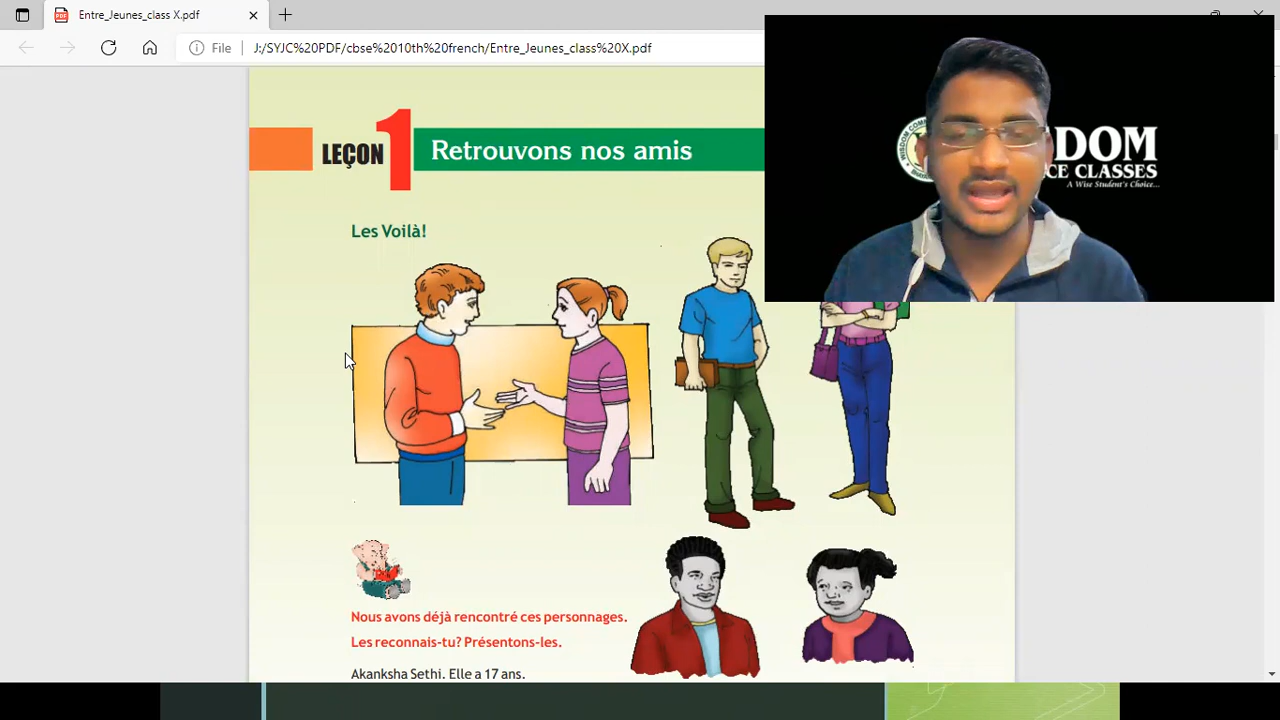 Entre_Jeunes_class X.pdf
File
J:/SYJC%20PDF/cbse%2010th%20french/Entre_Jeunes_class%20X.pdf
LEÇON 1 Retrouvons nos amis
DOM
CE CLASSES
A Wise Student's Choice...
Les Voilà!
Nous avons déjà rencontré ces personnages.
Les reconnais-tu? Présentons-les.
Akanksha Sethi. Elle a 17 ans.